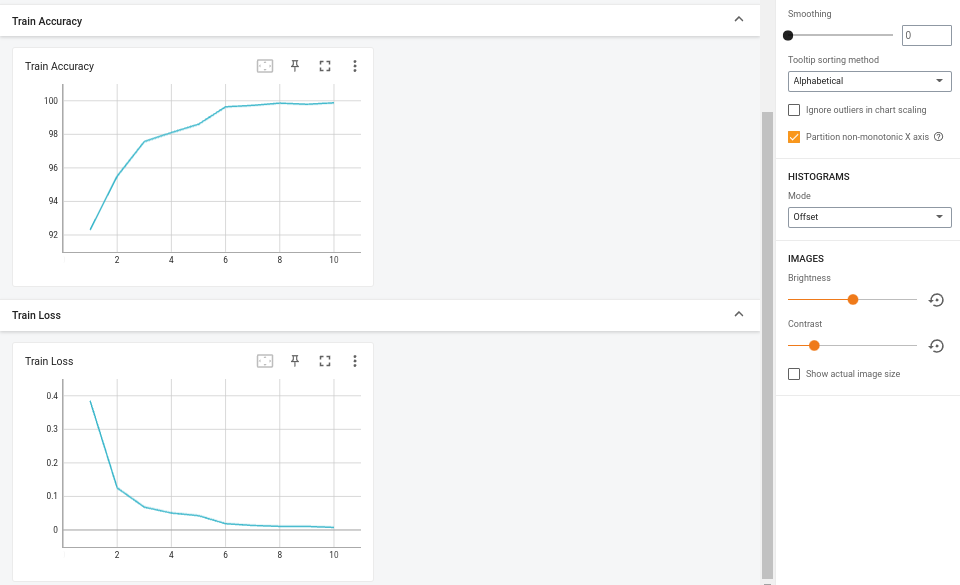 Train Accuracy
Train Accuracy
100
98
96
94
92
2 4 6 8 10
Train Loss
Train Loss
0.4
0.3
0.2
0.1
0
2 4 6 8 10
Smoothing
0
Tooltip sorting method
Alphabetical
Ignore outliers in chart scaling
Partition non-monotonic X axis
HISTOGRAMS
Mode
Offset
IMAGES
Brightness
Contrast
Show actual image size